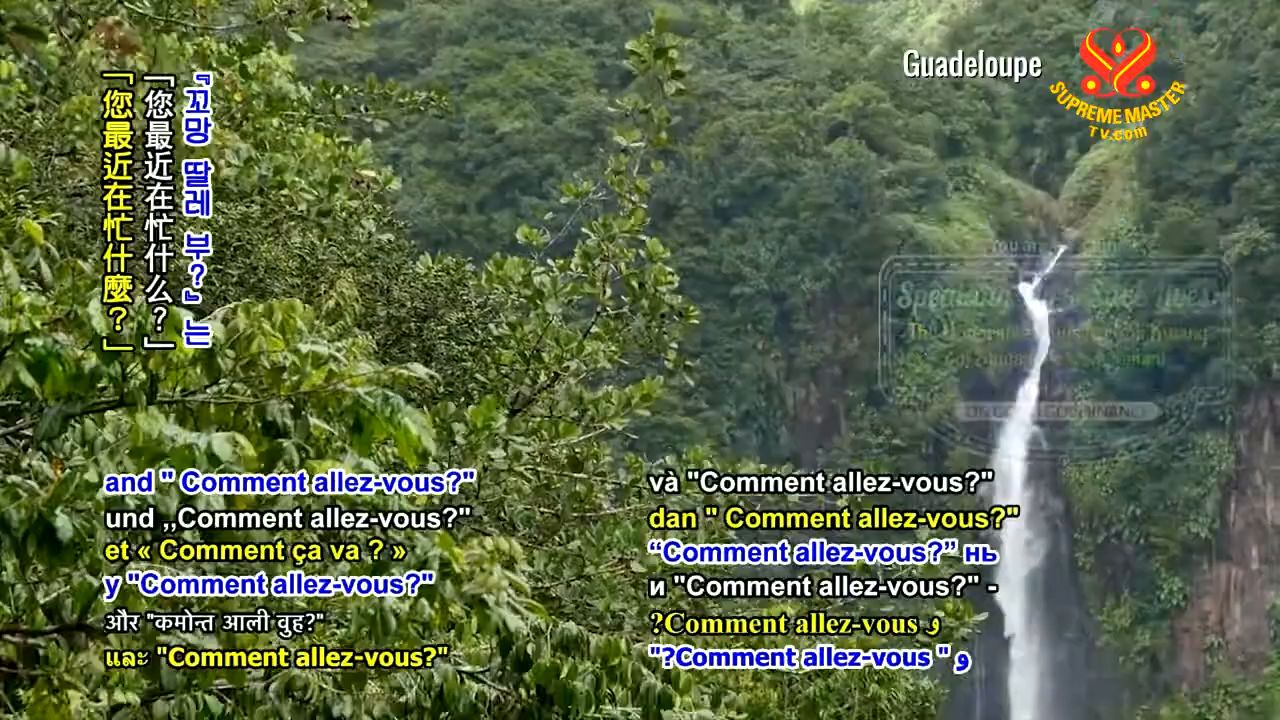 Guadeloupe
SUPREME MASTER
TV.com
『꼬망 딸레 부?』는
「您最近在忙什么?」
「您最近在忙什麼?」
and " Comment allez-vous?"
und ,,Comment allez-vous?"
et « Comment ça va ? »
y "Comment allez-vous?"
और "कमोन्त आली वुह?"
และ "Comment allez-vous?"
và "Comment allez-vous?"
dan " Comment allez-vous?"
“Comment allez-vous?” нь
и "Comment allez-vous?" -
?Comment allez-vous و
"?Comment allez-vous " و